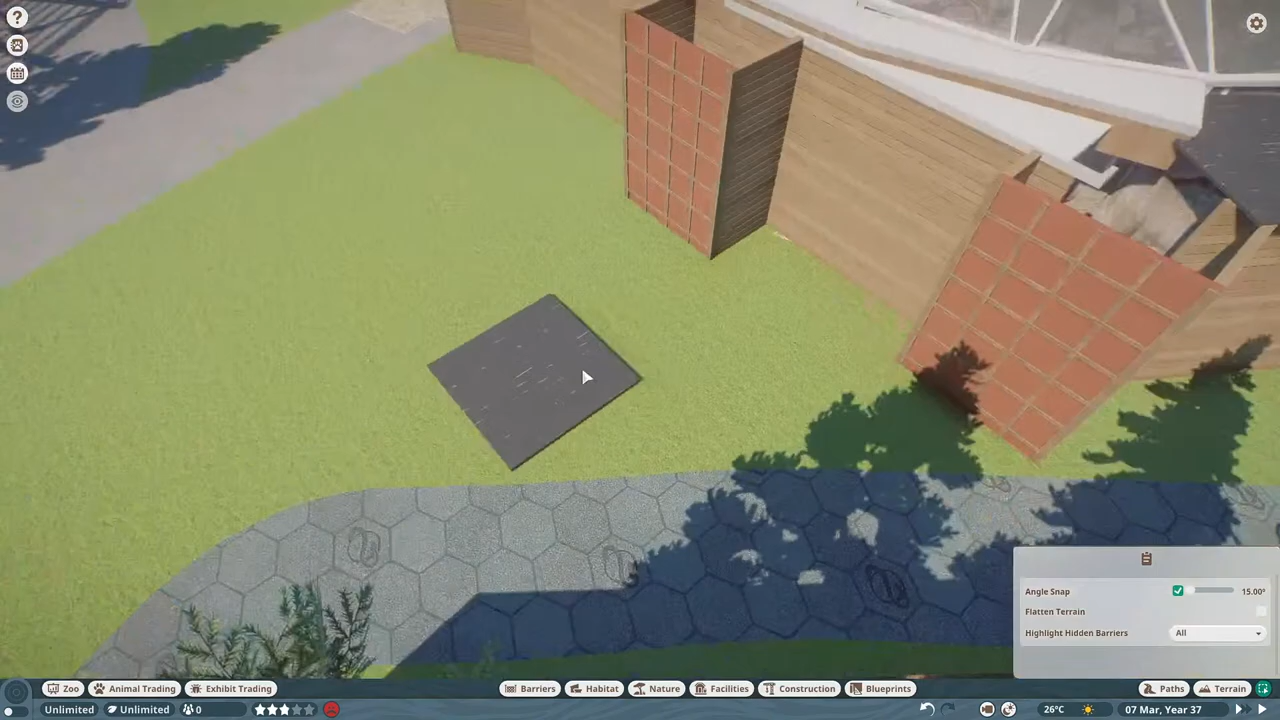 ?
Angle Snap 15.00°
Flatten Terrain
Highlight Hidden Barriers All
Zoo Animal Trading Exhibit Trading Barriers Habitat Nature Facilities Construction Blueprints Paths Terrain
Unlimited Unlimited 0 26°C 07 Mar, Year 37